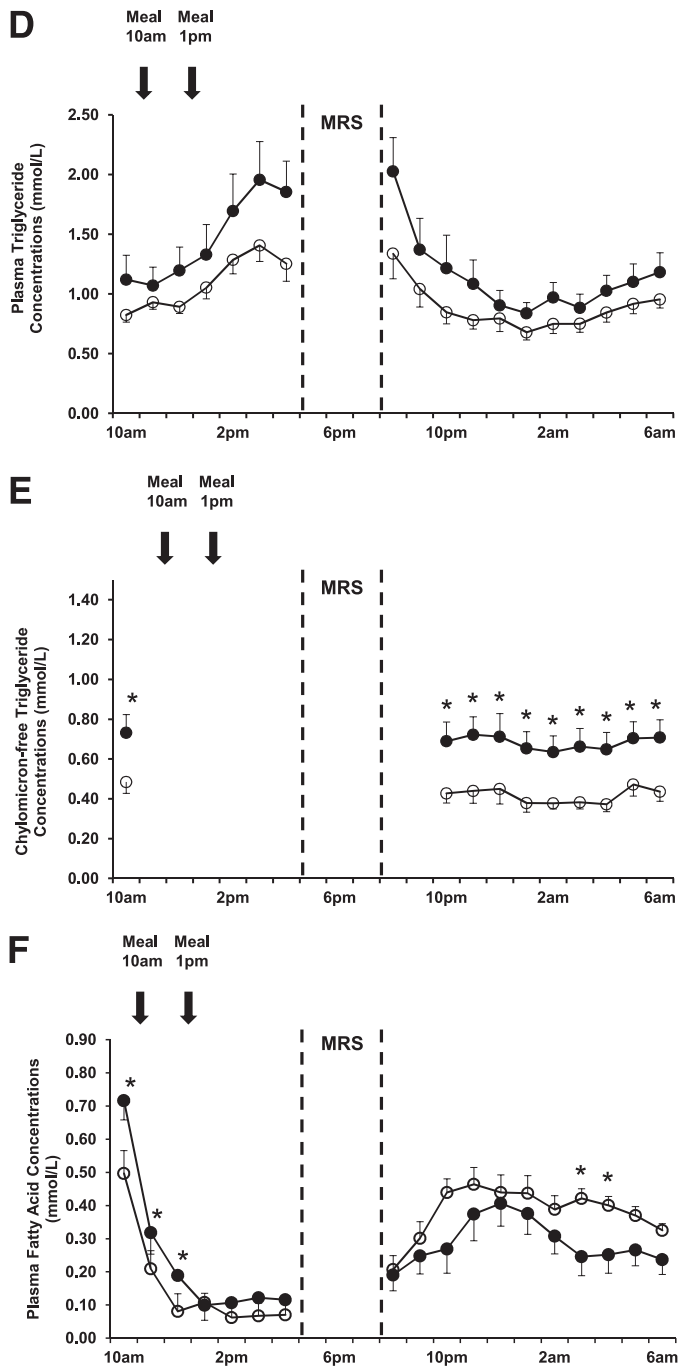 D
Meal Meal
10am 1pm
Plasma Triglyceride
Concentrations (mmol/L)
2.50
2.00
1.50
1.00
0.50
0.00
MRS
10am 2pm 6pm 10pm 2am 6am
E
Meal Meal
10am 1pm
Chylomicron-free Triglyceride
Concentrations (mmol/L)
1.40
1.20
1.00
0.80
0.60
0.40
0.20
0.00
MRS
*
* * * * * * * * *
10am 2pm 6pm 10pm 2am 6am
F
Meal Meal
10am 1pm
Plasma Fatty Acid Concentrations
(mmol/L)
0.90
0.80
0.70
0.60
0.50
0.40
0.30
0.20
0.10
0.00
MRS
*
*
*
* *
10am 2pm 6pm 10pm 2am 6am